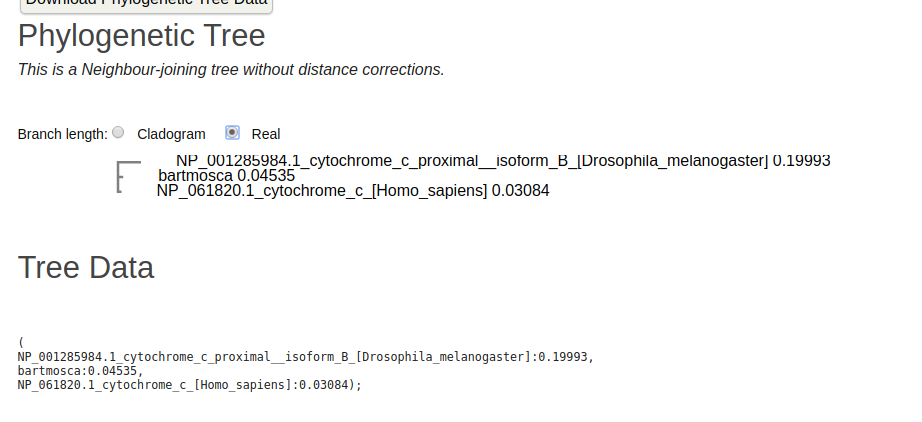 Download Phylogenetic Tree Data
Phylogenetic Tree
This is a Neighbour-joining tree without distance corrections.
Branch length: Cladogram Real
NP_001285984.1_cytochrome_c_proximal__isoform_B_[Drosophila_melanogaster] 0.19993
bartmosca 0.04535
NP_061820.1_cytochrome_c_[Homo_sapiens] 0.03084
Tree Data
(
NP_001285984.1_cytochrome_c_proximal__isoform_B_[Drosophila_melanogaster]:0.19993,
bartmosca:0.04535,
NP_061820.1_cytochrome_c_[Homo_sapiens]:0.03084);